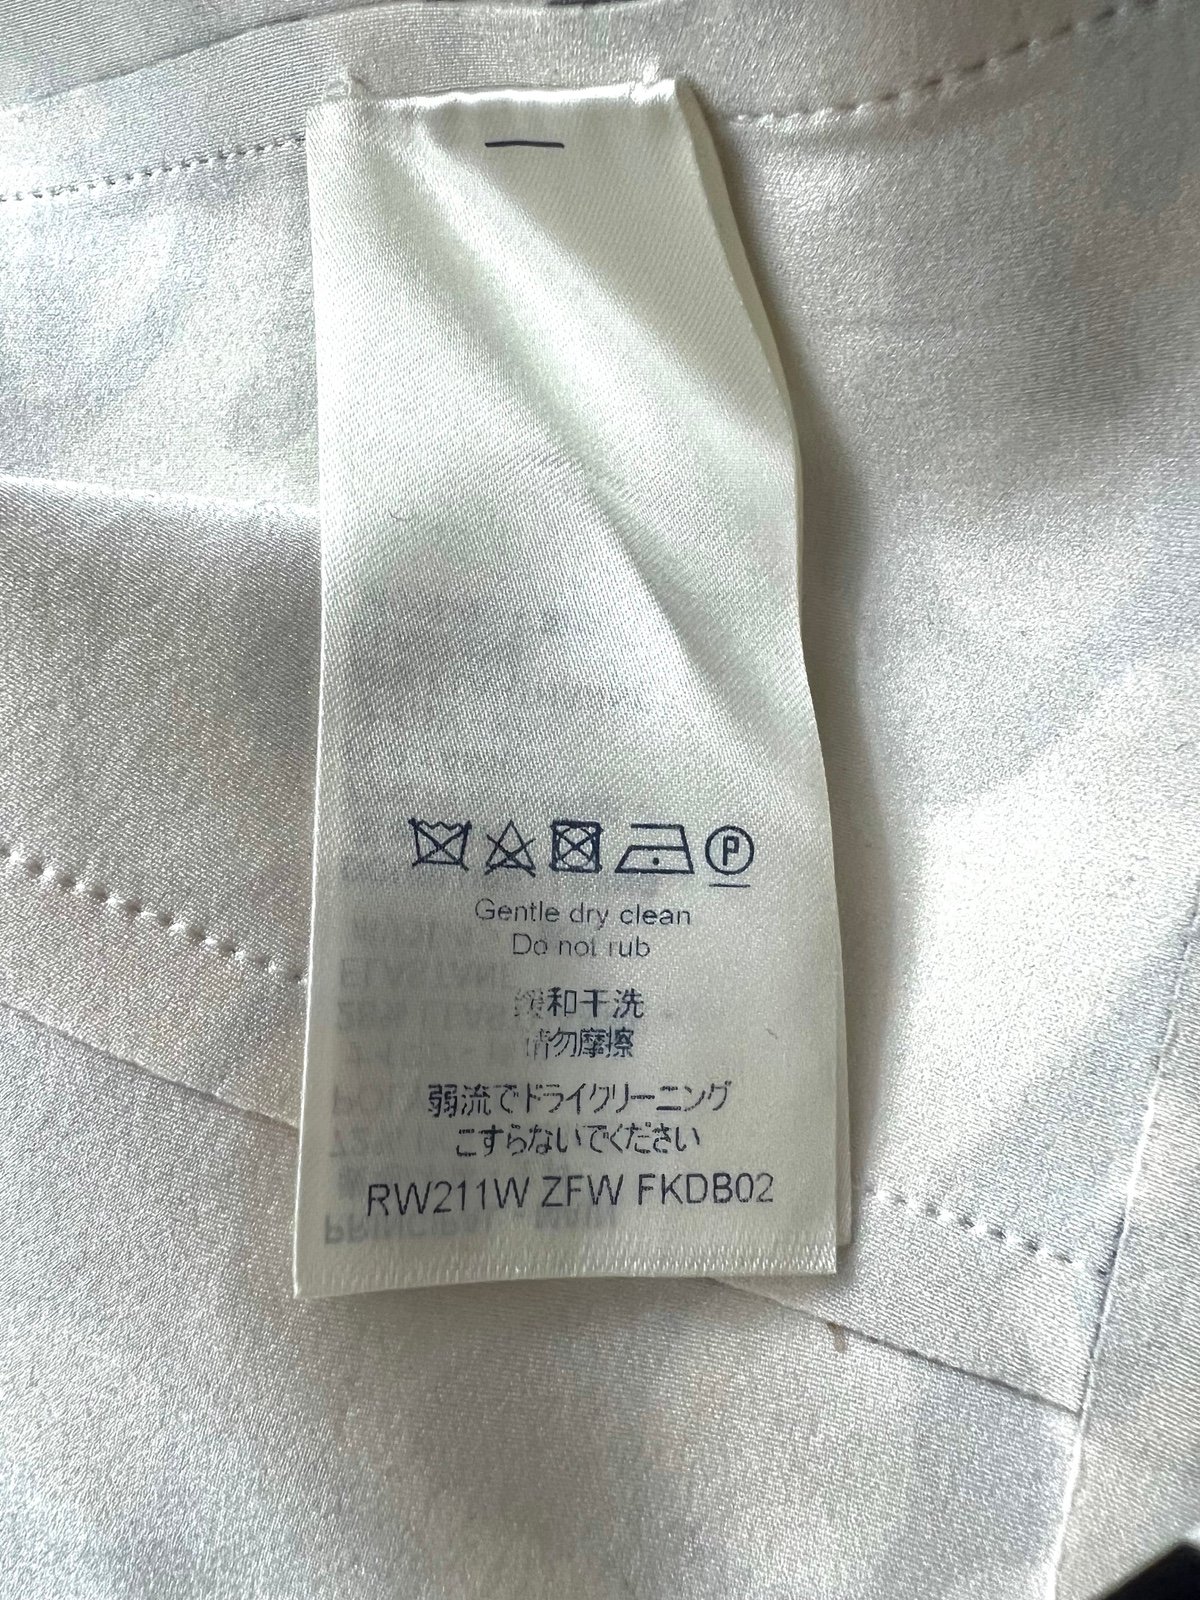 P
Gentle dry clean
Do not rub
缓和干洗
请勿摩擦
弱流でドライクリーニング
こすらないでください
RW211W ZFW FKDB02